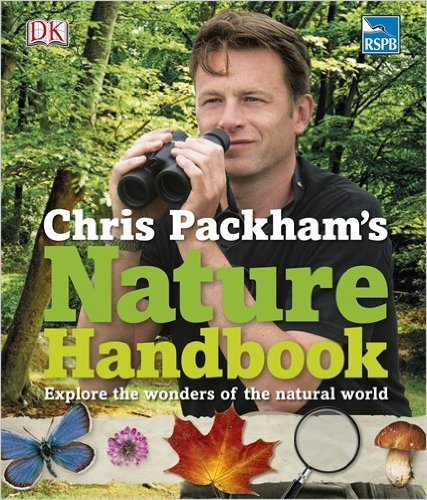 DK
RSPB
Chris Packham's
Nature
Handbook
Explore the wonders of the natural world